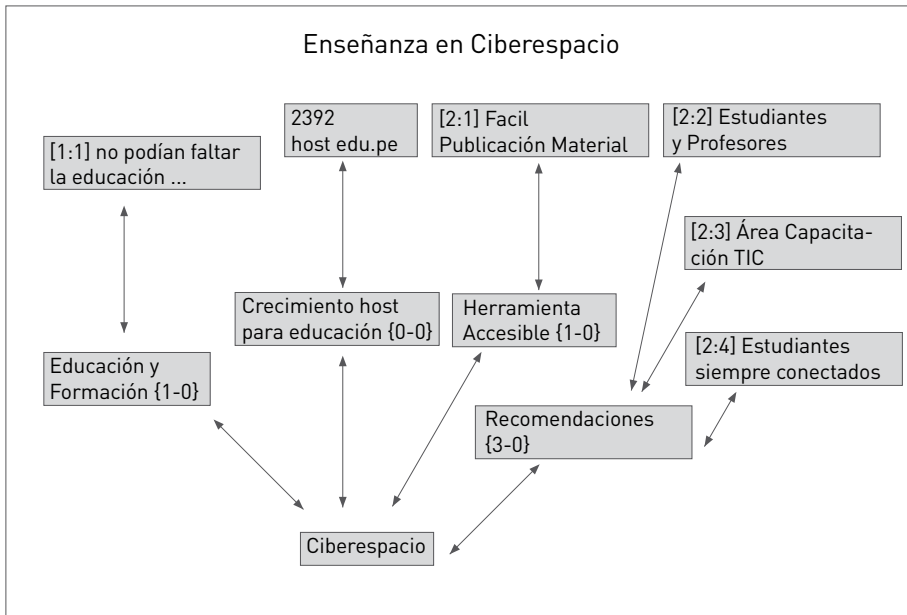 Enseñanza en Ciberespacio
2392
host edu.pe
[2:1] Facil
Publicación Material
[2:2] Estudiantes
y Profesores
[1:1] no podían faltar
la educación ...
[2:3] Área Capacita-
ción TIC
Crecimiento host
para educación {0-0}
Herramienta
Accesible {1-0}
[2:4] Estudiantes
siempre conectados
Educación y
Formación {1-0}
Recomendaciones
{3-0}
Ciberespacio